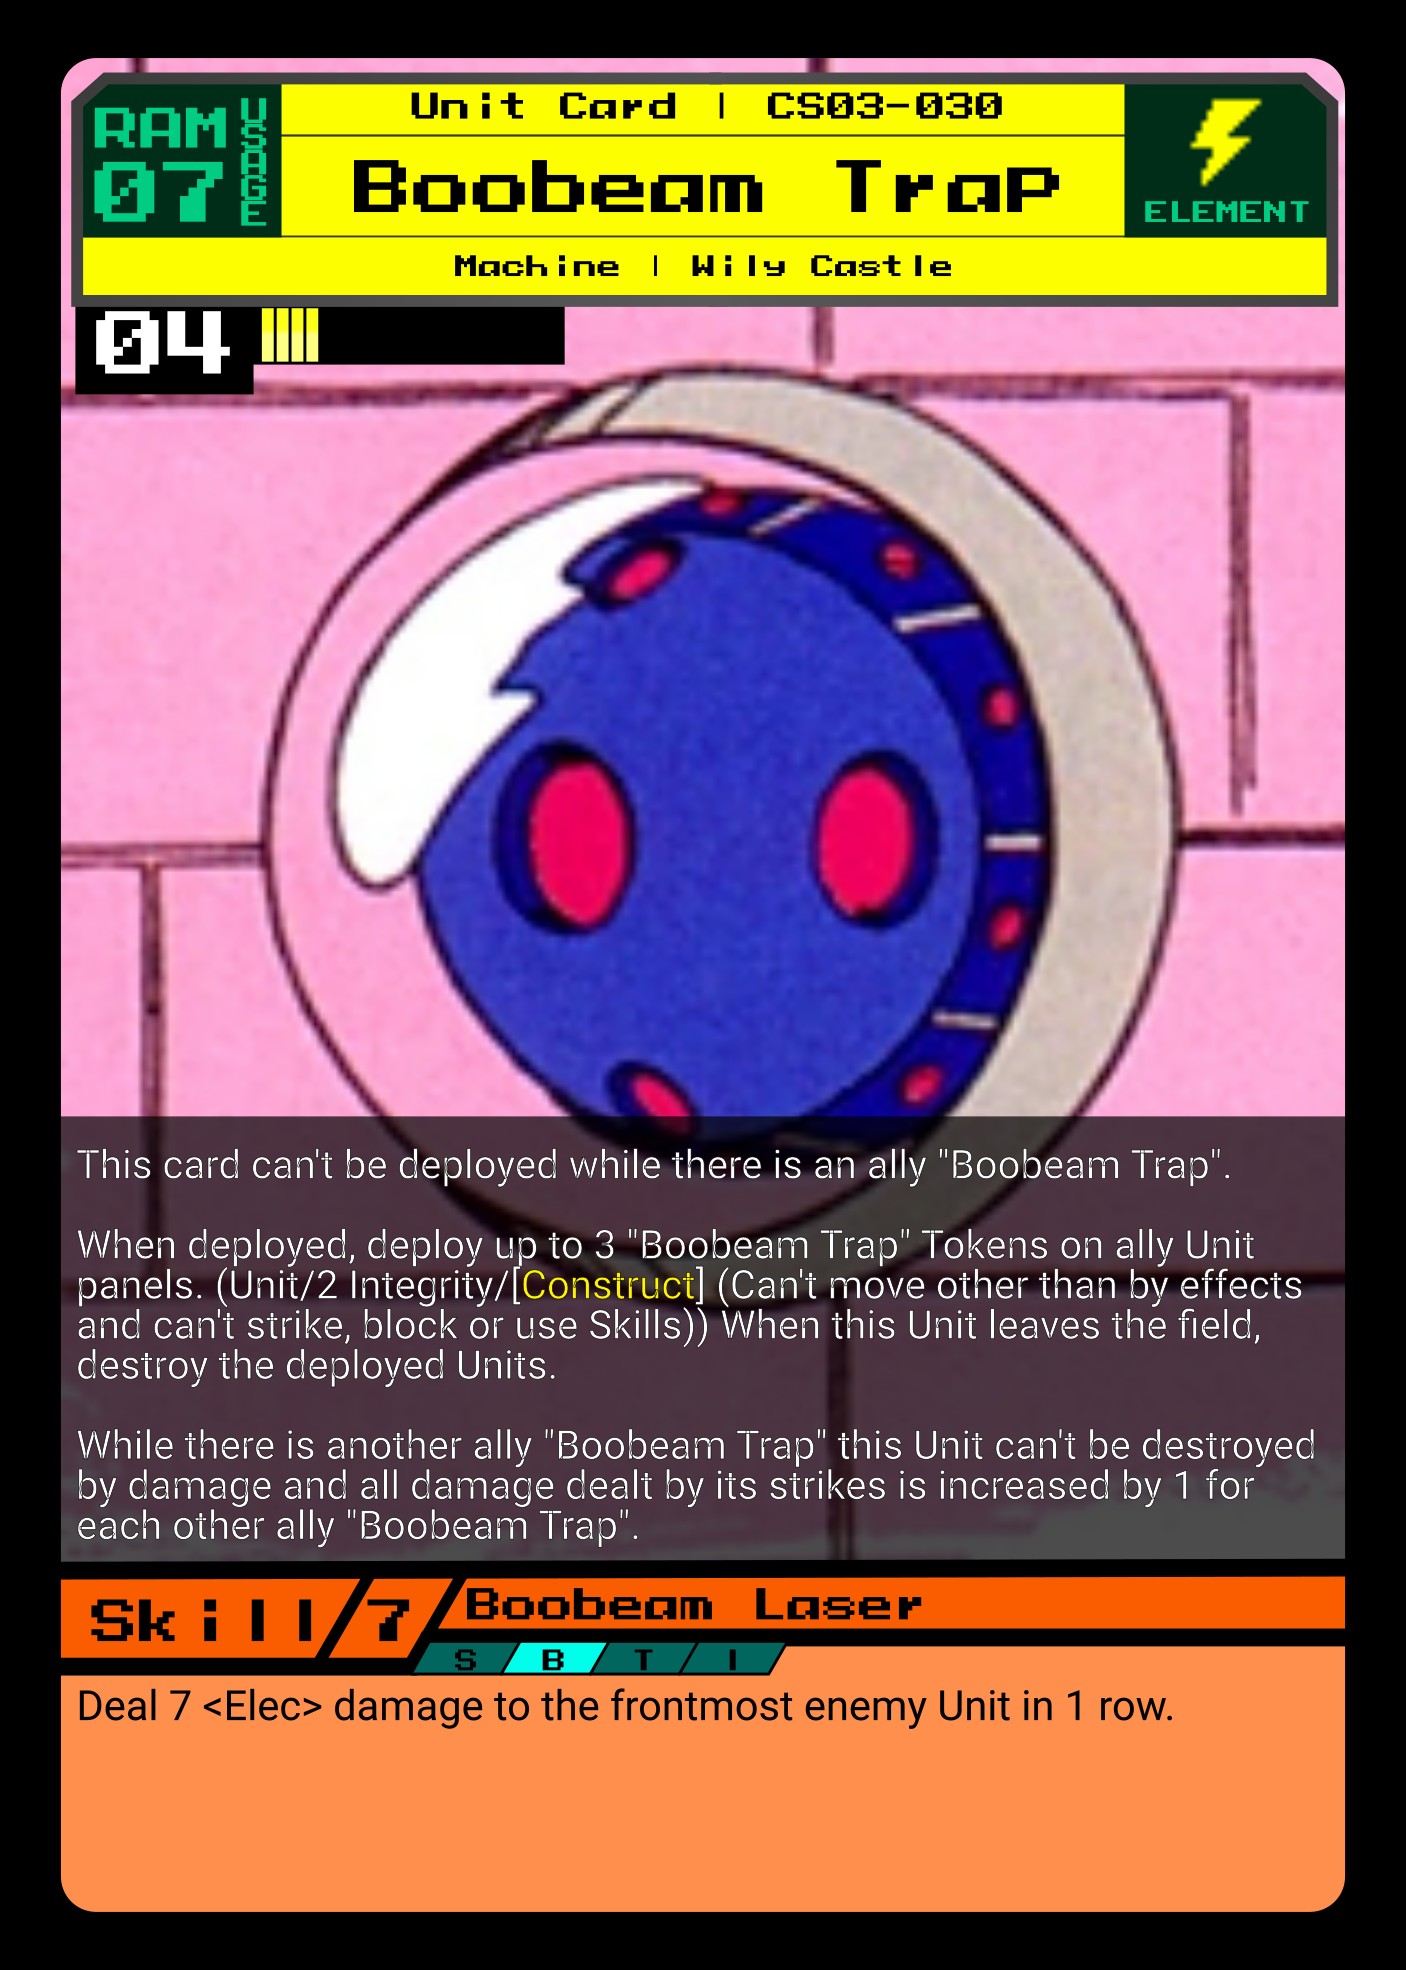 Unit Card | CS03-030
RAM 07 USAGE
Boobeam Trap
ELEMENT
Machine | Wily Castle
04
This card can't be deployed while there is an ally "Boobeam Trap".
When deployed, deploy up to 3 "Boobeam Trap" Tokens on ally Unit
panels. (Unit/2 Integrity/[Construct] (Can't move other than by effects
and can't strike, block or use Skills)) When this Unit leaves the field,
destroy the deployed Units.
While there is another ally "Boobeam Trap" this Unit can't be destroyed
by damage and all damage dealt by its strikes is increased by 1 for
each other ally "Boobeam Trap".
Skill/7 Boobeam Laser
S B T I
Deal 7 <Elec> damage to the frontmost enemy Unit in 1 row.